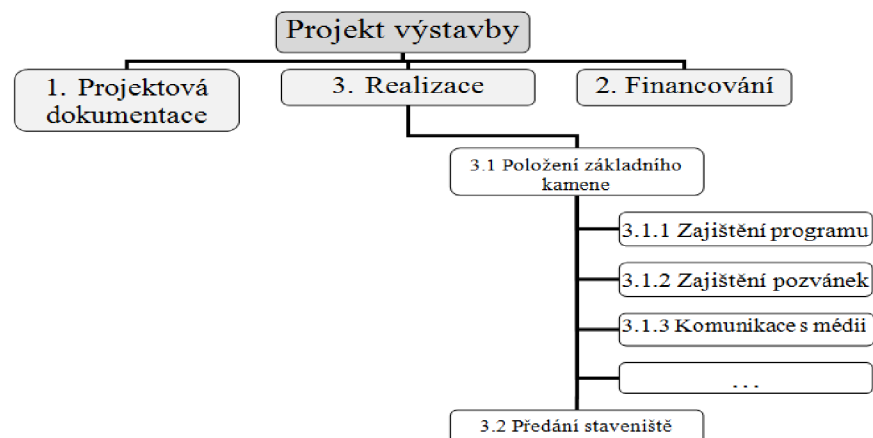 Projekt výstavby
1. Projektová
dokumentace
3. Realizace
2. Financování
3.1 Položení základního
kamene
3.1.1 Zajištění programu
3.1.2 Zajištění pozvánek
3.1.3 Komunikace s médii
...
3.2 Předání staveniště